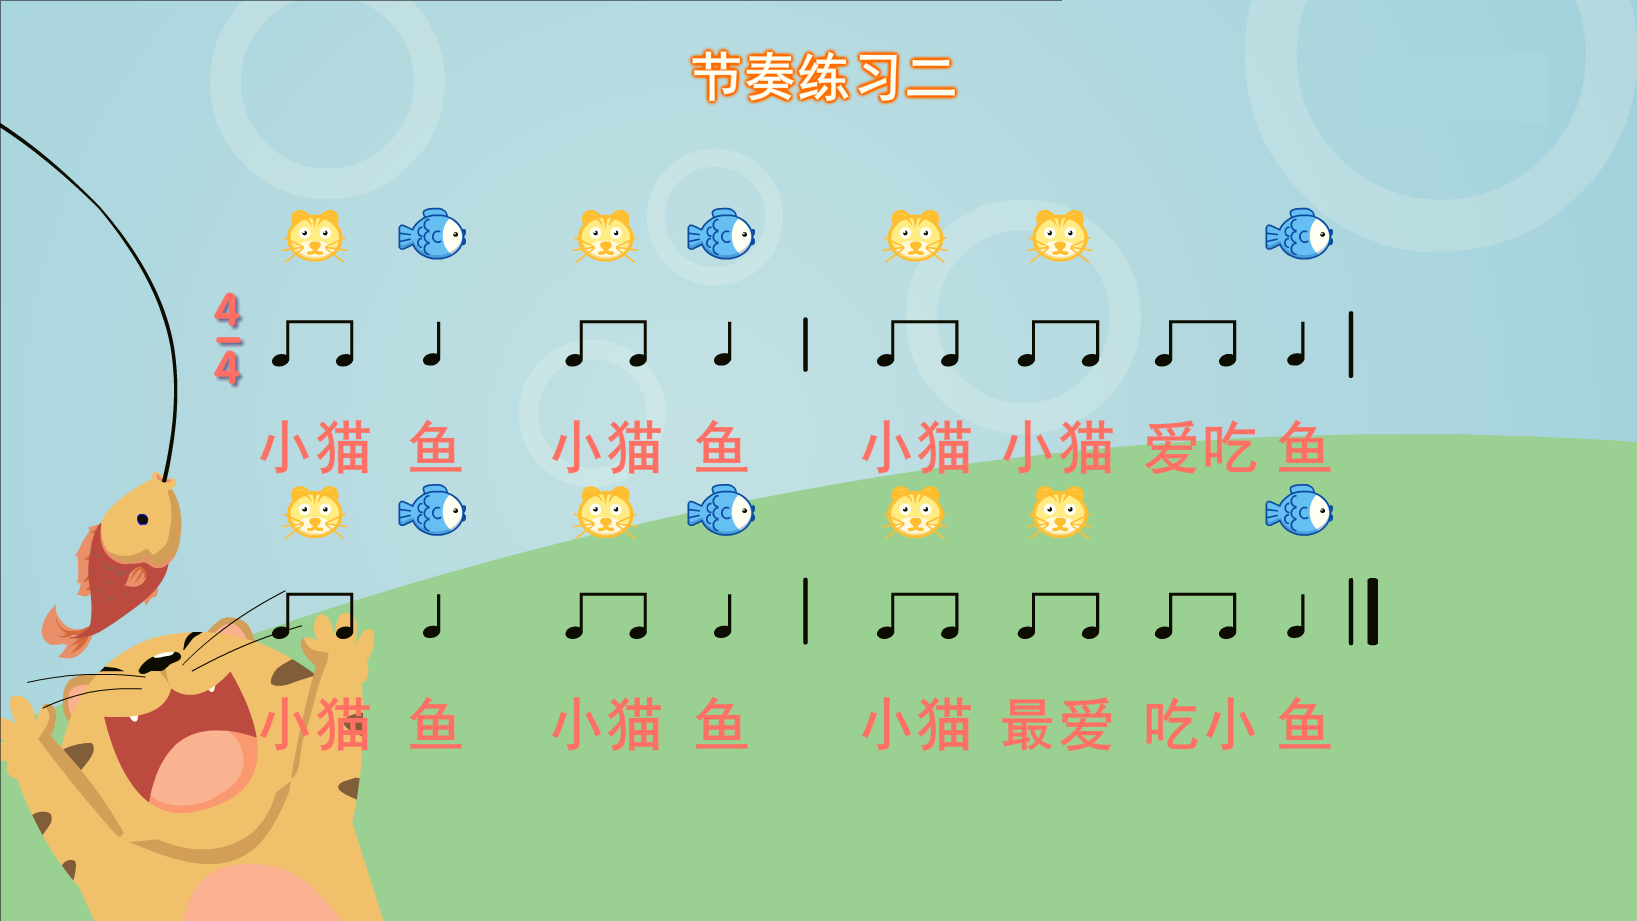 节奏练习二
4
4
小猫 鱼 小猫 鱼 小猫 小猫 爱吃 鱼
小猫 鱼 小猫 鱼 小猫 最爱 吃小 鱼